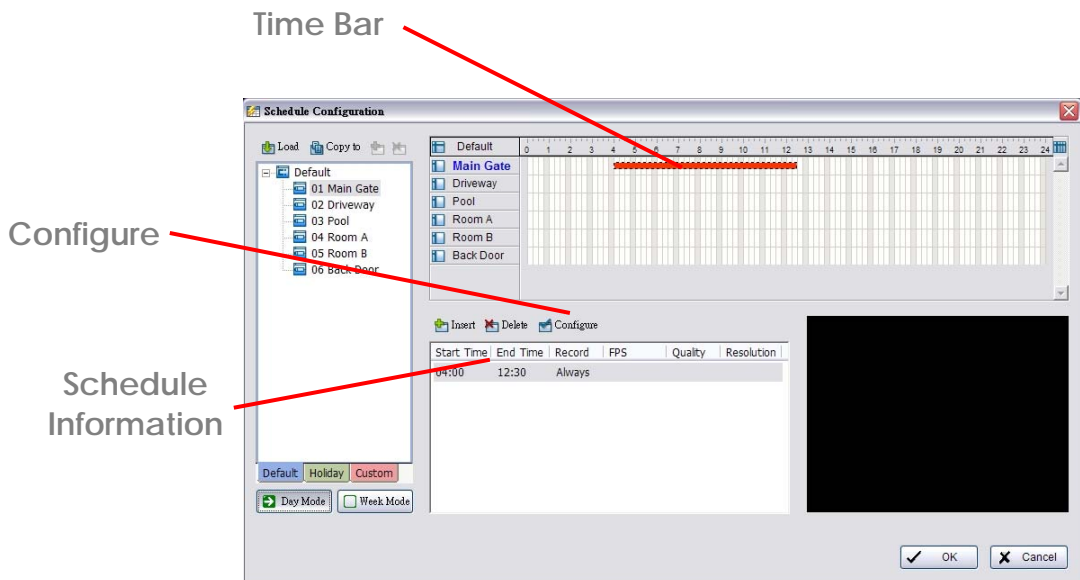 Time Bar
Schedule Configuration
Load Copy to
Default
01 Main Gate
02 Driveway
03 Pool
04 Room A
05 Room B
06 Back Door
Default 0 1 2 3 4 5 6 7 8 9 10 11 12 13 14 15 16 17 18 19 20 21 22 23 24
Main Gate
Driveway
Pool
Room A
Room B
Back Door
Configure
Insert Delete Configure
Start Time End Time Record FPS Quality Resolution
04:00 12:30 Always
Schedule
Information
Default Holiday Custom
Day Mode Week Mode
OK Cancel